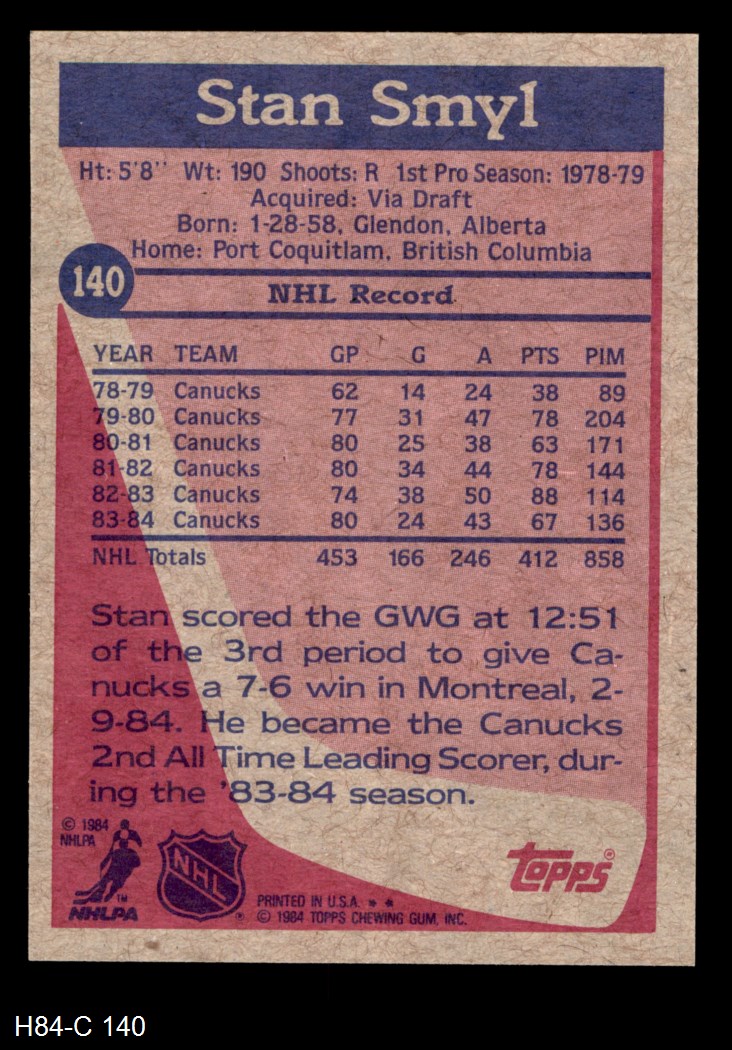 Stan Smyl
Ht: 5'8'' Wt: 190 Shoots: R 1st Pro Season: 1978-79
Acquired: Via Draft
Born: 1-28-58, Glendon, Alberta
Home: Port Coquitlam, British Columbia
140
NHL Record
YEAR TEAM GP G A PTS PIM
78-79 Canucks 62 14 24 38 89
79-80 Canucks 77 31 47 78 204
80-81 Canucks 80 25 38 63 171
81-82 Canucks 80 34 44 78 144
82-83 Canucks 74 38 50 88 114
83-84 Canucks 80 24 43 67 136
NHL Totals 453 166 246 412 858
Stan scored the GWG at 12:51
of the 3rd period to give Ca-
nucks a 7-6 win in Montreal, 2-
9-84. He became the Canucks
2nd All Time Leading Scorer, dur-
ing the '83-84 season.
© 1984
NHLPA
TM
NHLPA
NHL
®
PRINTED IN U.S.A. * *
© 1984 TOPPS CHEWING GUM, INC.
TOPPS®
H84-C 140